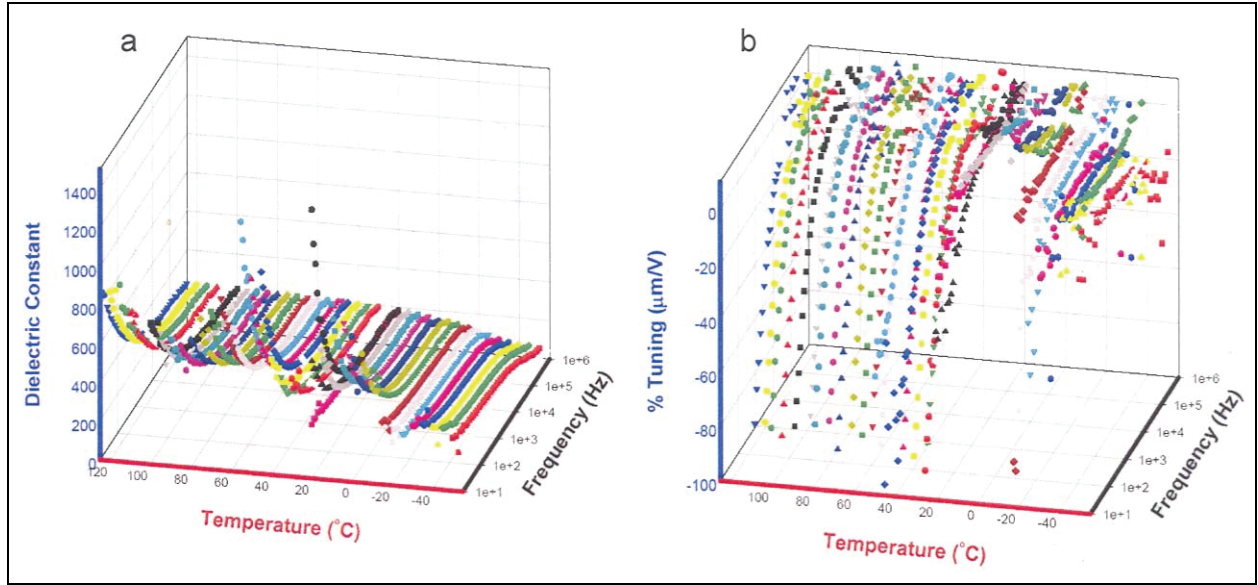 a
Dielectric Constant
1400
1200
1000
800
600
400
200
0
120
100
80
60
40
20
0
-20
-40
Temperature (°C)
1e+1
1e+2
1e+3
1e+4
1e+5
1e+6
Frequency (Hz)
b
% Tuning (µm/V)
0
-20
-40
-60
-80
-100
100
80
60
40
20
0
-20
-40
Temperature (°C)
1e+1
1e+2
1e+3
1e+4
1e+5
1e+6
Frequency (Hz)